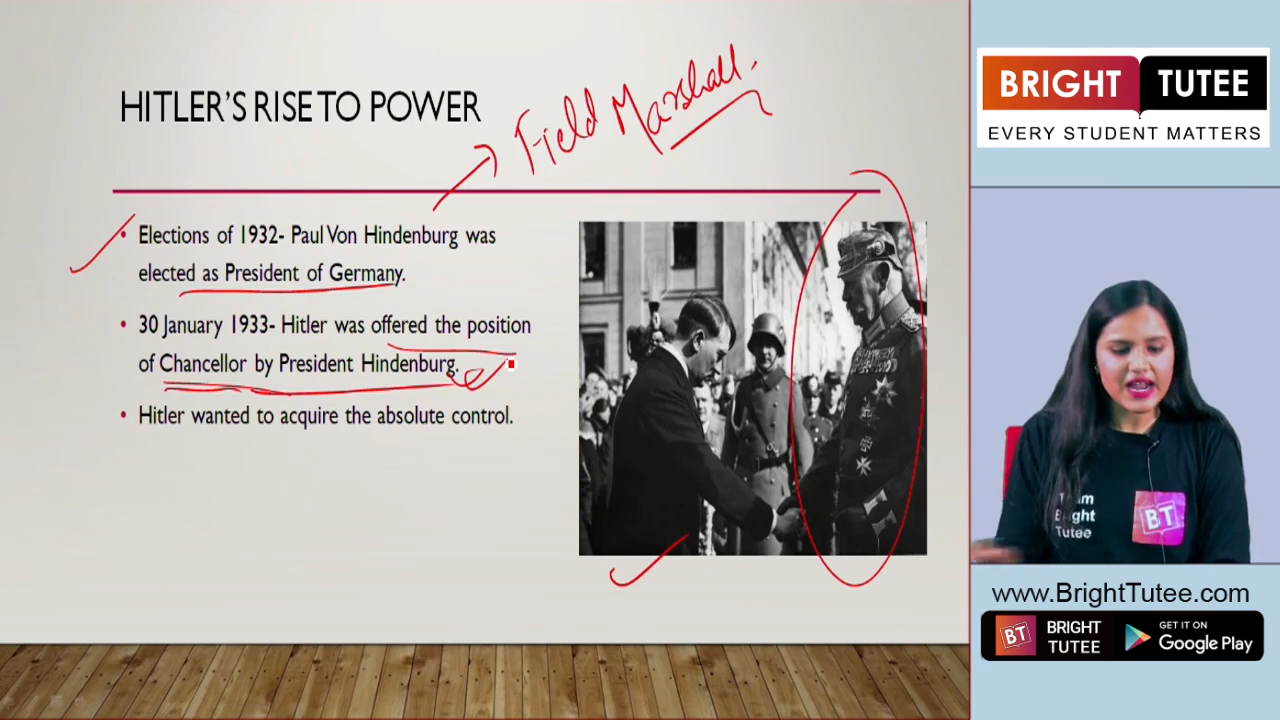 HITLER'S RISE TO POWER
Field Marshall.
• Elections of 1932- Paul Von Hindenburg was
elected as President of Germany.
• 30 January 1933- Hitler was offered the position
of Chancellor by President Hindenburg.
• Hitler wanted to acquire the absolute control.
BRIGHT TUTEE
EVERY STUDENT MATTERS
Team
Bright
Tutee
BT
www.BrightTutee.com
BT
BRIGHT
TUTEE
GET IT ON
Google Play